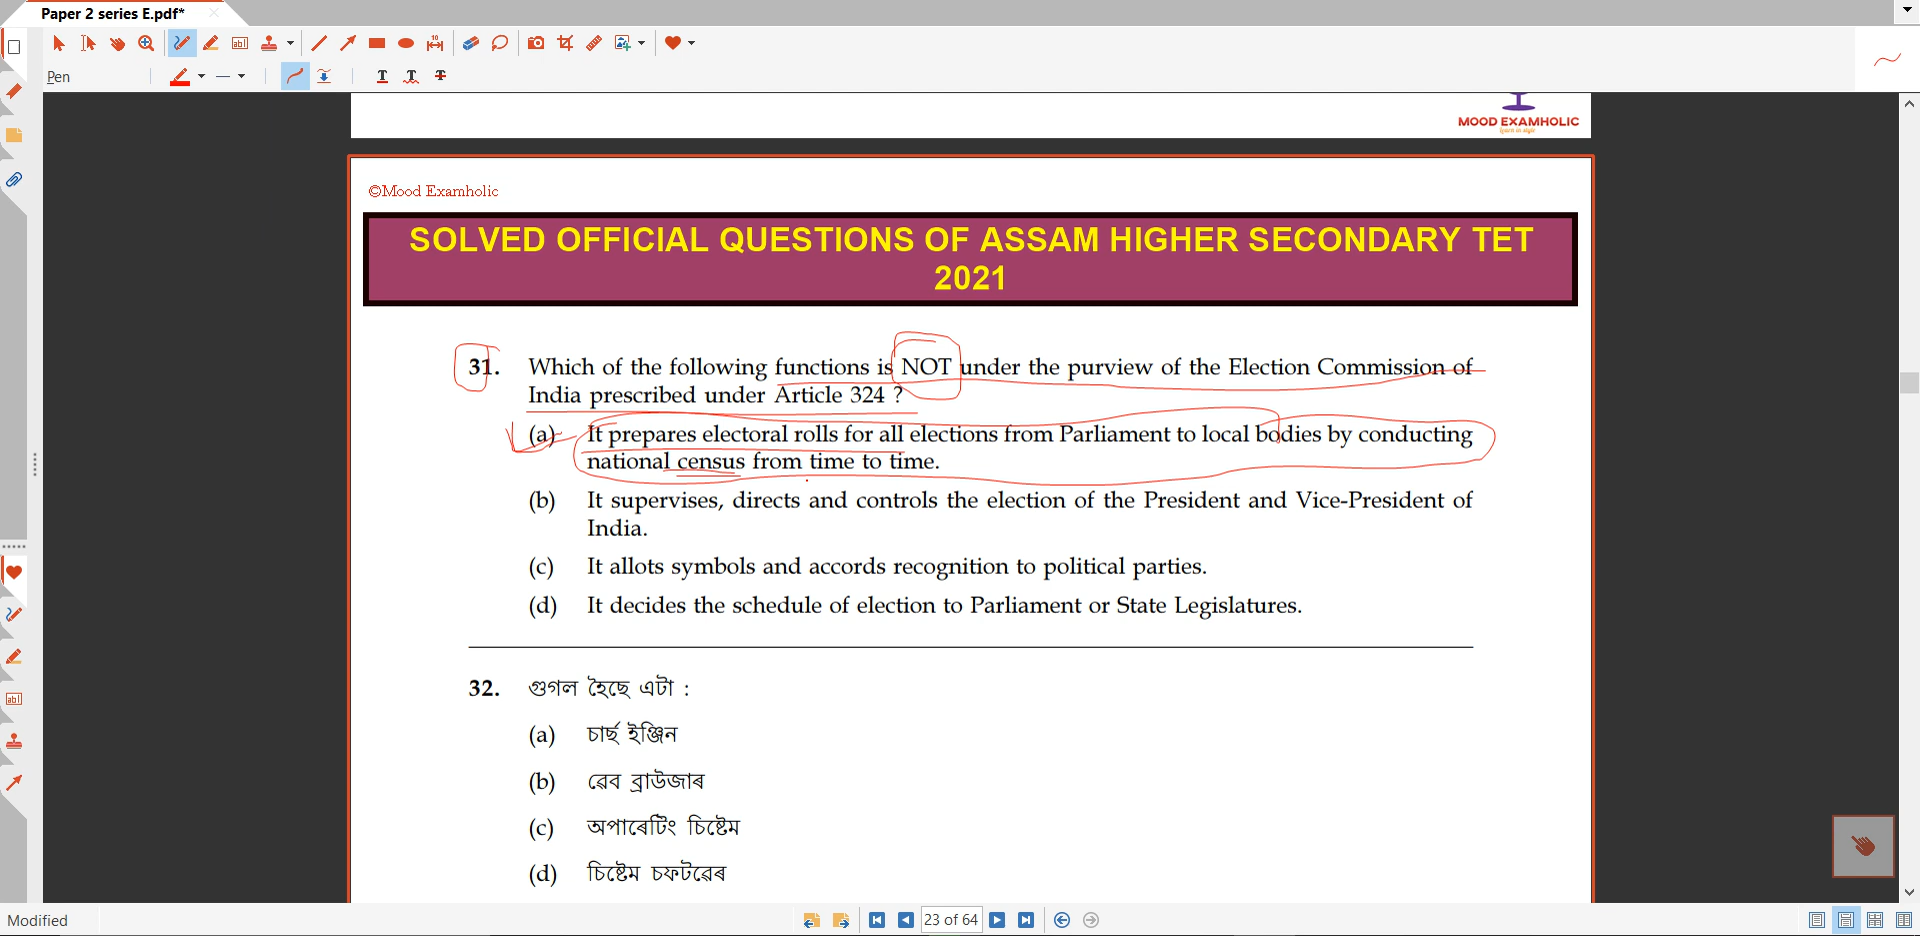 Paper 2 series E.pdf*
Pen
MOOD EXAMHOLIC
learn in style
©Mood Examholic
SOLVED OFFICIAL QUESTIONS OF ASSAM HIGHER SECONDARY TET
2021
31. Which of the following functions is NOT under the purview of the Election Commission of
India prescribed under Article 324 ?
(a) It prepares electoral rolls for all elections from Parliament to local bodies by conducting
national census from time to time.
(b) It supervises, directs and controls the election of the President and Vice-President of
India.
(c) It allots symbols and accords recognition to political parties.
(d) It decides the schedule of election to Parliament or State Legislatures.
32. গুগল হৈছে এটা :
(a) চাৰ্ছ ইঞ্জিন
(b) ৱেব ব্ৰাউজাৰ
(c) অপাৰেটিং চিষ্টেম
(d) চিষ্টেম চফটৱেৰ
Modified
23 of 64